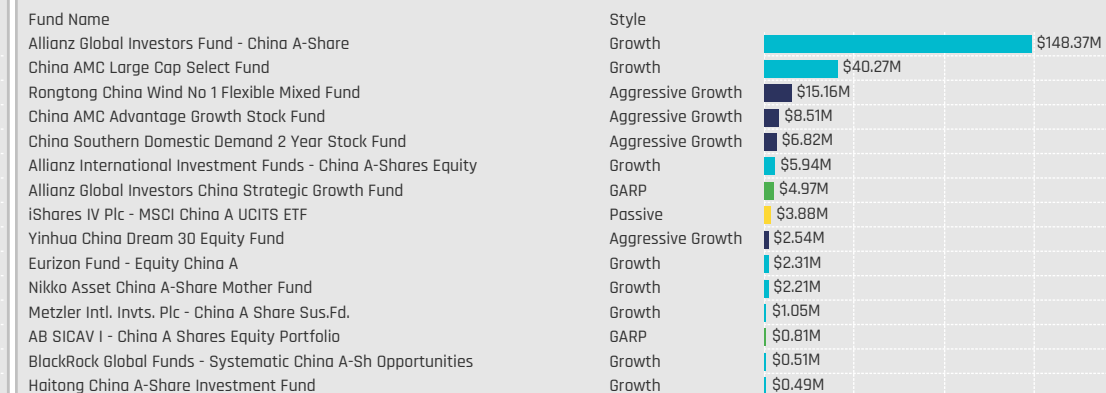 Fund Name Style
Allianz Global Investors Fund - China A-Share Growth $148.37M
China AMC Large Cap Select Fund Growth $40.27M
Rongtong China Wind No 1 Flexible Mixed Fund Aggressive Growth $15.16M
China AMC Advantage Growth Stock Fund Aggressive Growth $8.51M
China Southern Domestic Demand 2 Year Stock Fund Aggressive Growth $6.82M
Allianz International Investment Funds - China A-Shares Equity Growth $5.94M
Allianz Global Investors China Strategic Growth Fund GARP $4.97M
iShares IV Plc - MSCI China A UCITS ETF Passive $3.88M
Yinhua China Dream 30 Equity Fund Aggressive Growth $2.54M
Eurizon Fund - Equity China A Growth $2.31M
Nikko Asset China A-Share Mother Fund Growth $2.21M
Metzler Intl. Invts. Plc - China A Share Sus.Fd. Growth $1.05M
AB SICAV I - China A Shares Equity Portfolio GARP $0.81M
BlackRock Global Funds - Systematic China A-Sh Opportunities Growth $0.51M
Haitong China A-Share Investment Fund Growth $0.49M